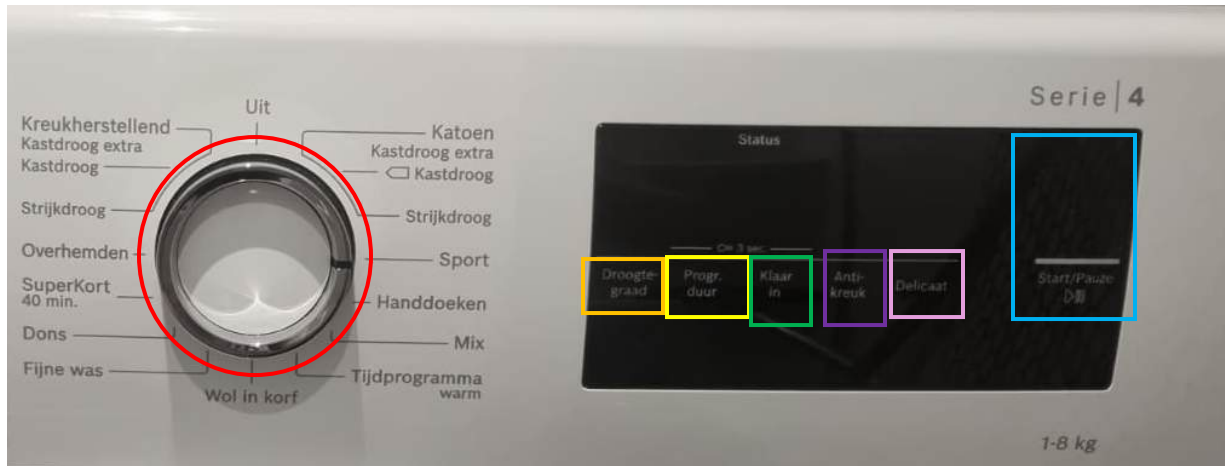 Uit
Kreukherstellend
Kastdroog extra
Kastdroog
Strijkdroog
Overhemden
SuperKort
40 min.
Dons
Fijne was
Wol in korf
Katoen
Kastdroog extra
Kastdroog
Strijkdroog
Sport
Handdoeken
Mix
Tijdprogramma
warm
Serie | 4
Status
3 sec.
Droogte-
graad
Progr.
duur
Klaar
in
Anti-
kreuk
Delicaat
Start/Pauze
1-8 kg